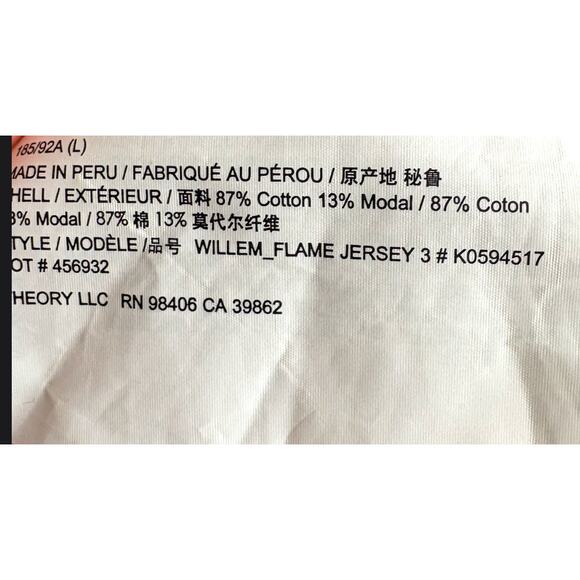 185/92A (L)
MADE IN PERU / FABRIQUÉ AU PÉROU / 原产地 秘鲁
HELL / EXTÉRIEUR / 面料 87% Cotton 13% Modal / 87% Coton
3% Modal / 87% 棉 13% 莫代尔纤维
TYLE / MODÈLE /品号 WILLEM_FLAME JERSEY 3 # K0594517
OT # 456932
THEORY LLC RN 98406 CA 39862